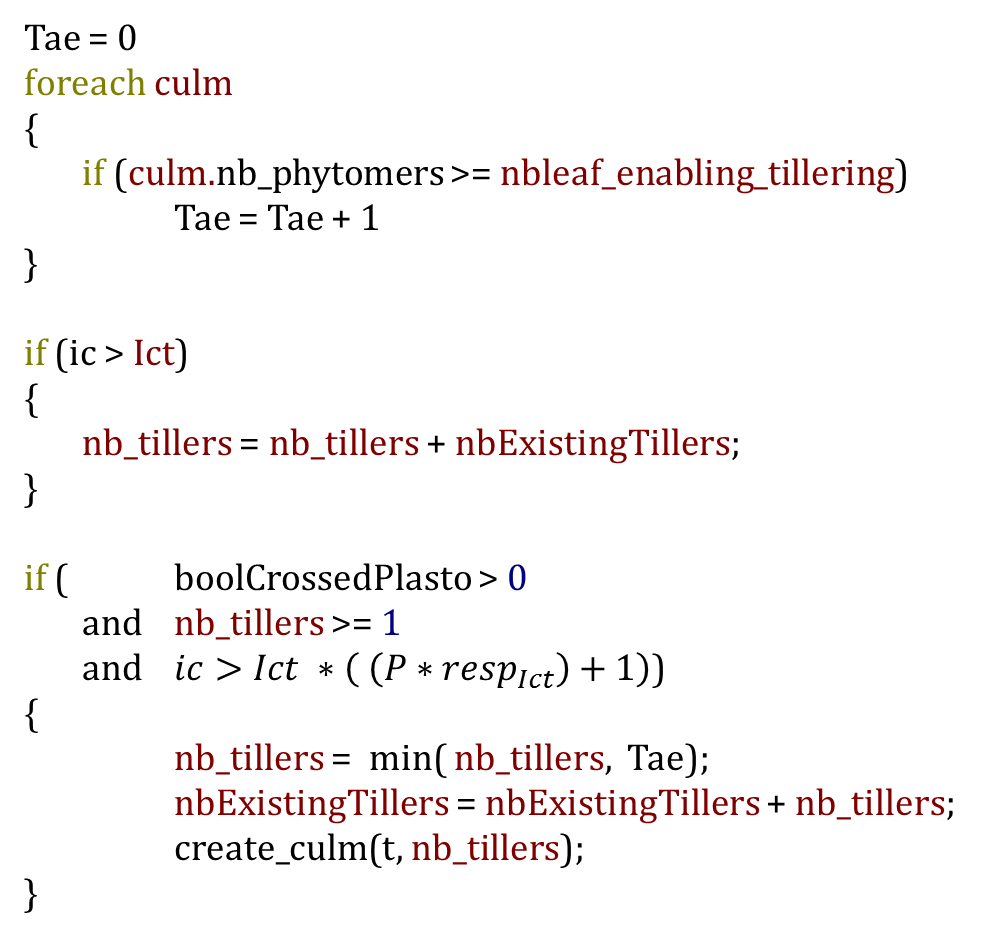 Tae = 0
foreach culm
{
if (culm.nb_phytomers >= nbleaf_enabling_tillering)
Tae = Tae + 1
}
if (ic > Ict)
{
nb_tillers = nb_tillers + nbExistingTillers;
}
if ( boolCrossedPlasto > 0
and nb_tillers >= 1
and ic > Ict * ( (P * resp_Ict) + 1))
{
nb_tillers = min( nb_tillers, Tae);
nbExistingTillers = nbExistingTillers + nb_tillers;
create_culm(t, nb_tillers);
}